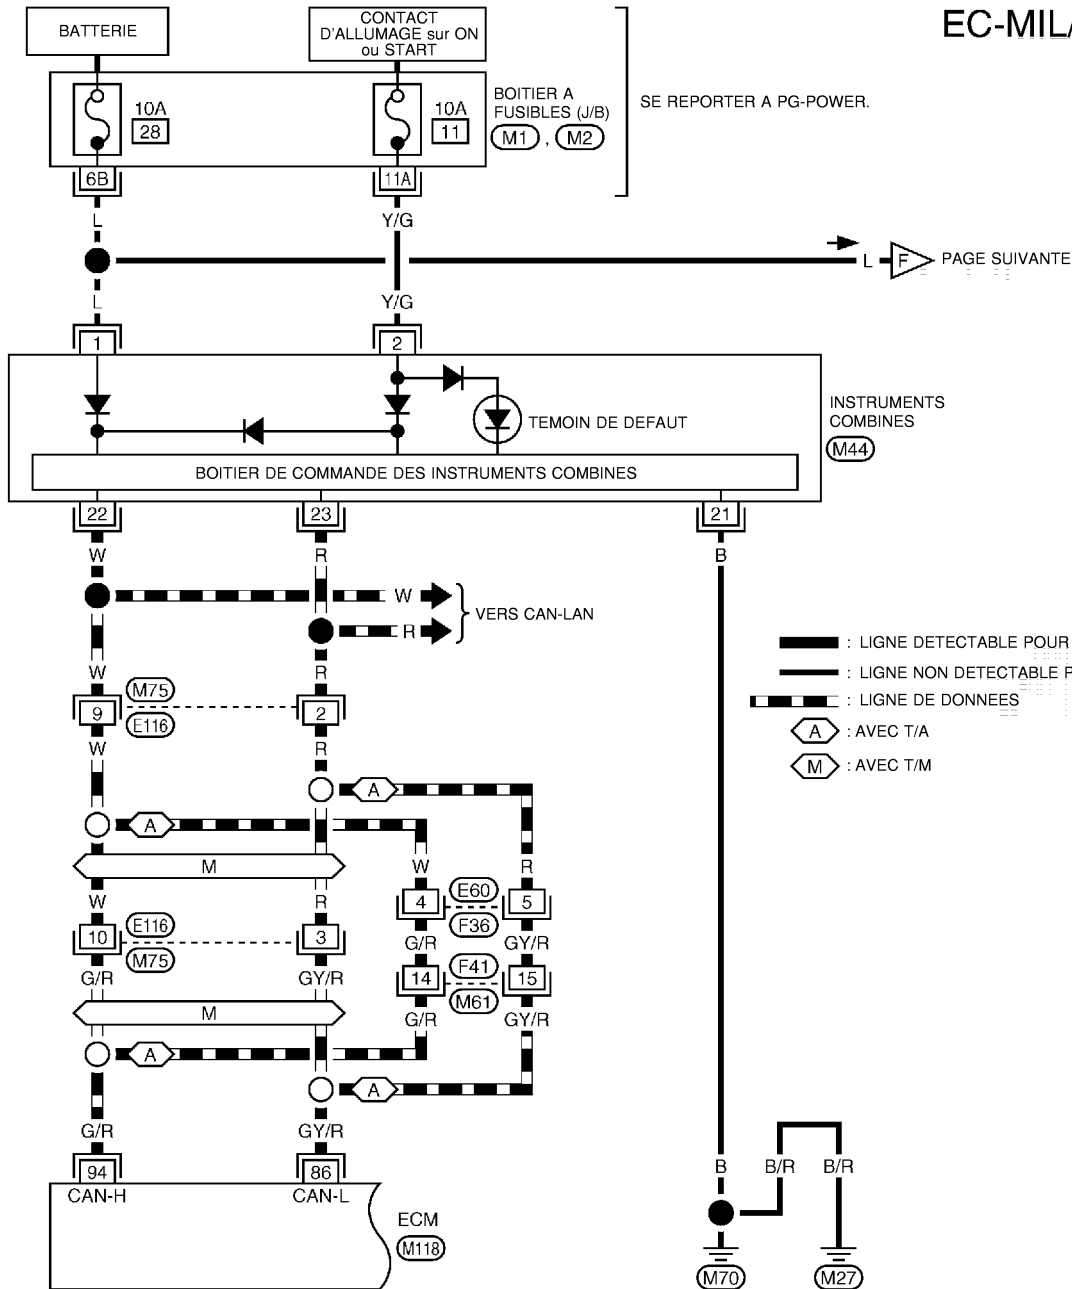 EC-MIL/
BATTERIE
CONTACT
D'ALLUMAGE sur ON
ou START
10A
28
10A
11
BOITIER A
FUSIBLES (J/B)
M1 , M2
SE REPORTER A PG-POWER.
6B
11A
L
Y/G
L
F
PAGE SUIVANTE
L
Y/G
1
2
TEMOIN DE DEFAUT
INSTRUMENTS
COMBINES
M44
BOITIER DE COMMANDE DES INSTRUMENTS COMBINES
22
23
21
W
R
B
W
R
VERS CAN-LAN
W
R
M75
9
2
E116
W
R
: LIGNE DETECTABLE POUR
: LIGNE NON DETECTABLE P
: LIGNE DE DONNEES
A : AVEC T/A
M : AVEC T/M
A
A
M
W
R
W
R
E60
4
5
F36
E116
10
3
M75
G/R
GY/R
G/R
GY/R
F41
14
15
M61
M
G/R
GY/R
A
A
G/R
GY/R
94
86
CAN-H
CAN-L
ECM
M118
B
B/R
B/R
M70
M27